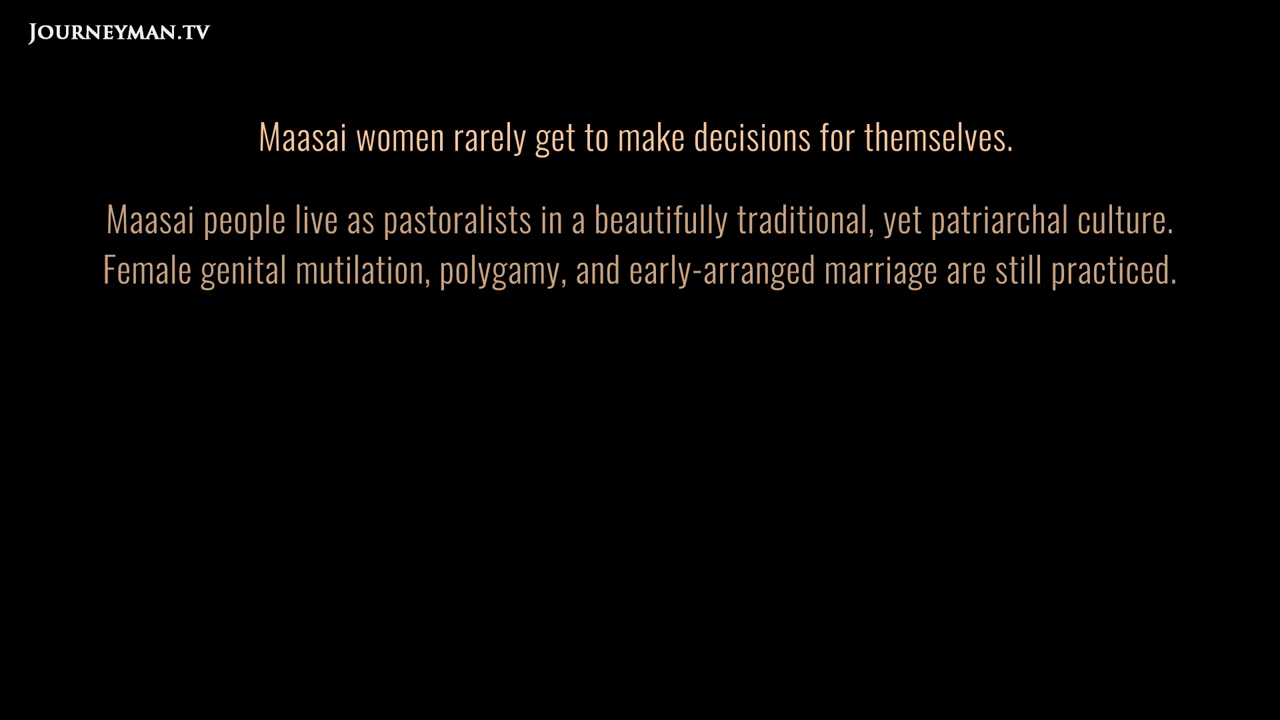 JOURNEYMAN.TV
Maasai women rarely get to make decisions for themselves.
Maasai people live as pastoralists in a beautifully traditional, yet patriarchal culture.
Female genital mutilation, polygamy, and early-arranged marriage are still practiced.